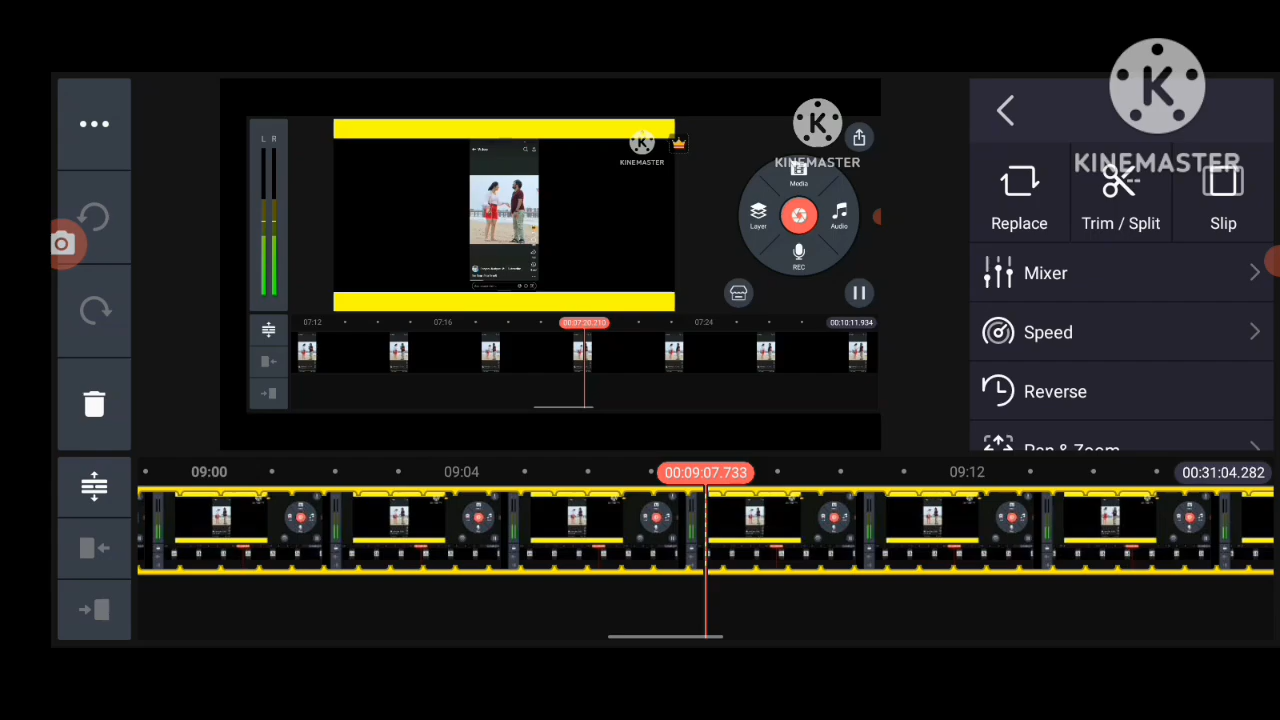 K
KINEMASTER
Replace
Trim / Split
Slip
Mixer
Speed
Reverse
Pan & Zoom
L R
K
KINEMASTER
K
KINEMASTER
Media
Layer
Audio
REC
07:12
07:16
00:07:20.210
07:24
00:10:11.934
09:00
09:04
00:09:07.733
09:12
00:31:04.282